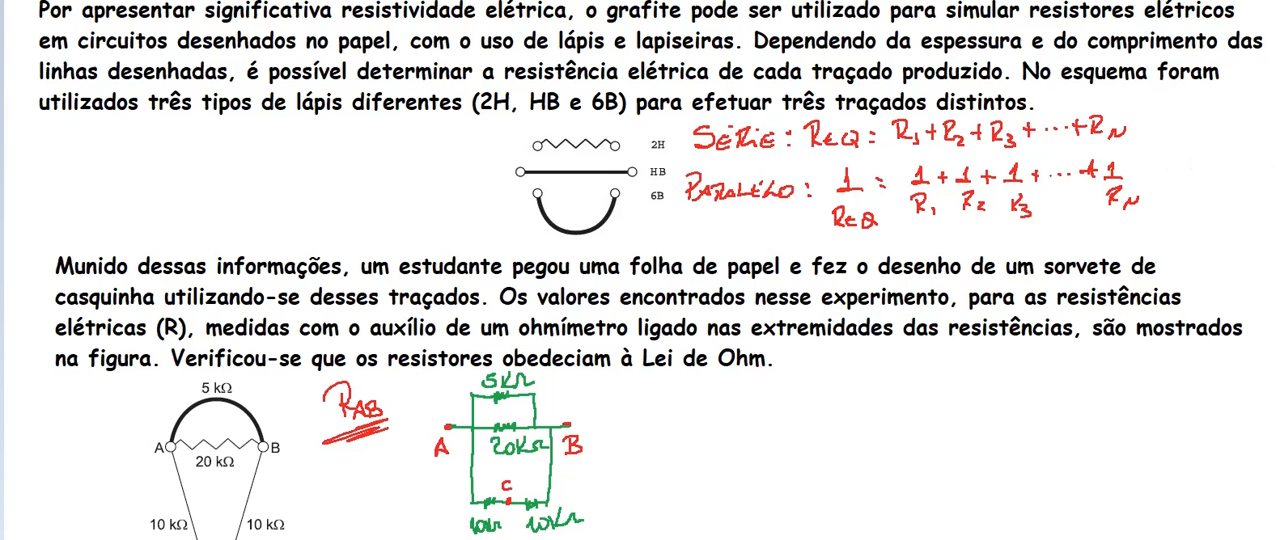 Por apresentar significativa resistividade elétrica, o grafite pode ser utilizado para simular resistores elétricos
em circuitos desenhados no papel, com o uso de lápis e lapiseiras. Dependendo da espessura e do comprimento das
linhas desenhadas, é possível determinar a resistência elétrica de cada traçado produzido. No esquema foram
utilizados três tipos de lápis diferentes (2H, HB e 6B) para efetuar três traçados distintos.
2H
HB
6B
SÉRIE: REQ = R1 + R2 + R3 + ... + RN
PARALELO: 1/REQ = 1/R1 + 1/R2 + 1/R3 + ... + 1/RN
Munido dessas informações, um estudante pegou uma folha de papel e fez o desenho de um sorvete de
casquinha utilizando-se desses traçados. Os valores encontrados nesse experimento, para as resistências
elétricas (R), medidas com o auxílio de um ohmímetro ligado nas extremidades das resistências, são mostrados
na figura. Verificou-se que os resistores obedeciam à Lei de Ohm.
5 kΩ
A B
20 kΩ
10 kΩ 10 kΩ
RAB
5KΩ
A 20KΩ B
C
10KΩ 10KΩ